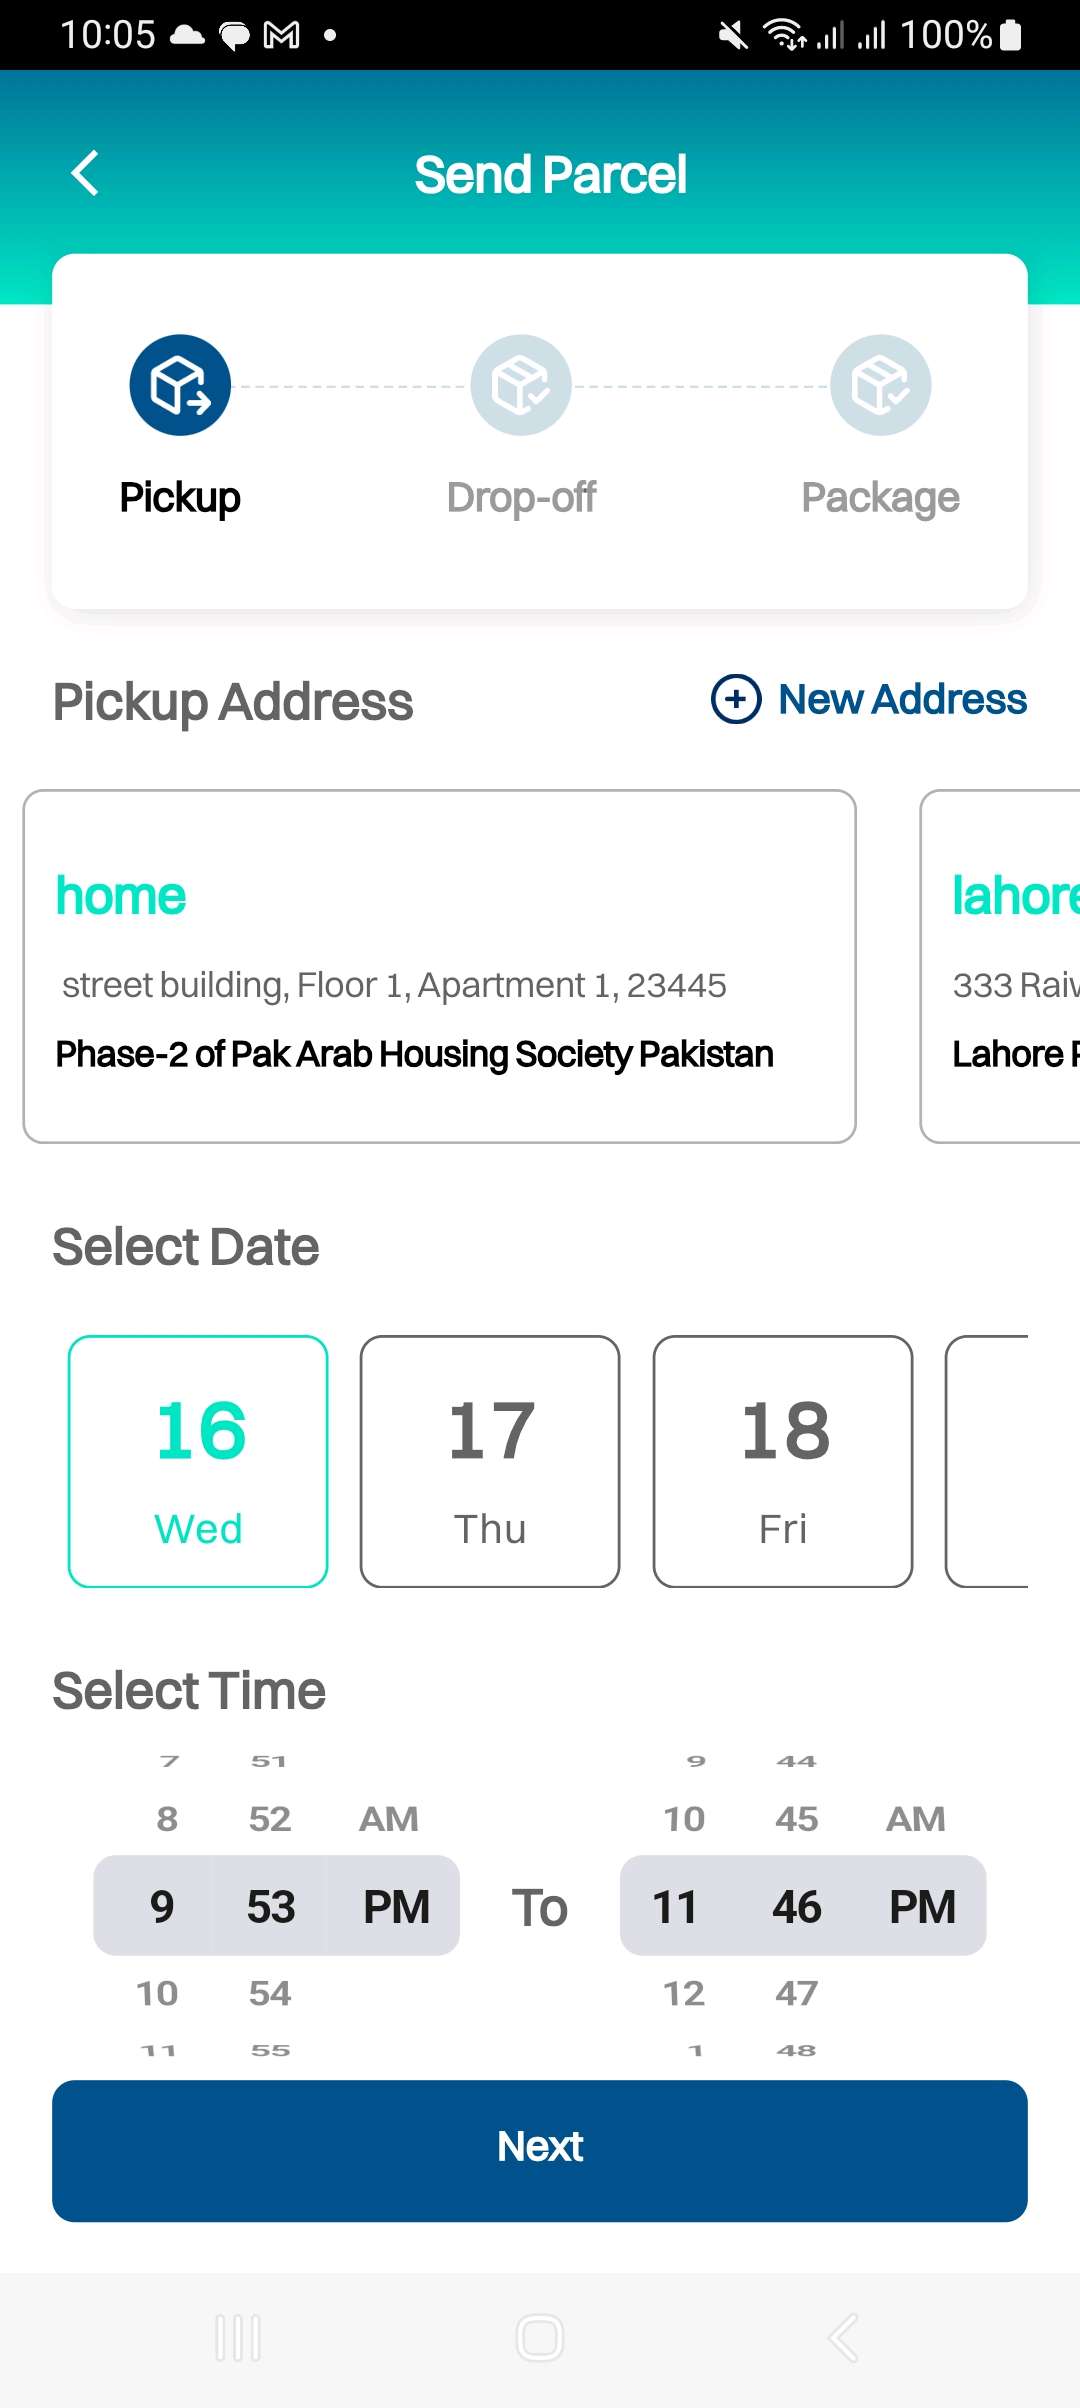 10:05 100%
Send Parcel
Pickup Drop-off Package
Pickup Address New Address
home lahore
street building, Floor 1, Apartment 1, 23445 333 Raiw
Phase-2 of Pak Arab Housing Society Pakistan Lahore P
Select Date
16 17 18
Wed Thu Fri
Select Time
7 51 9 44
8 52 AM 10 45 AM
9 53 PM To 11 46 PM
10 54 12 47
11 55 1 48
Next